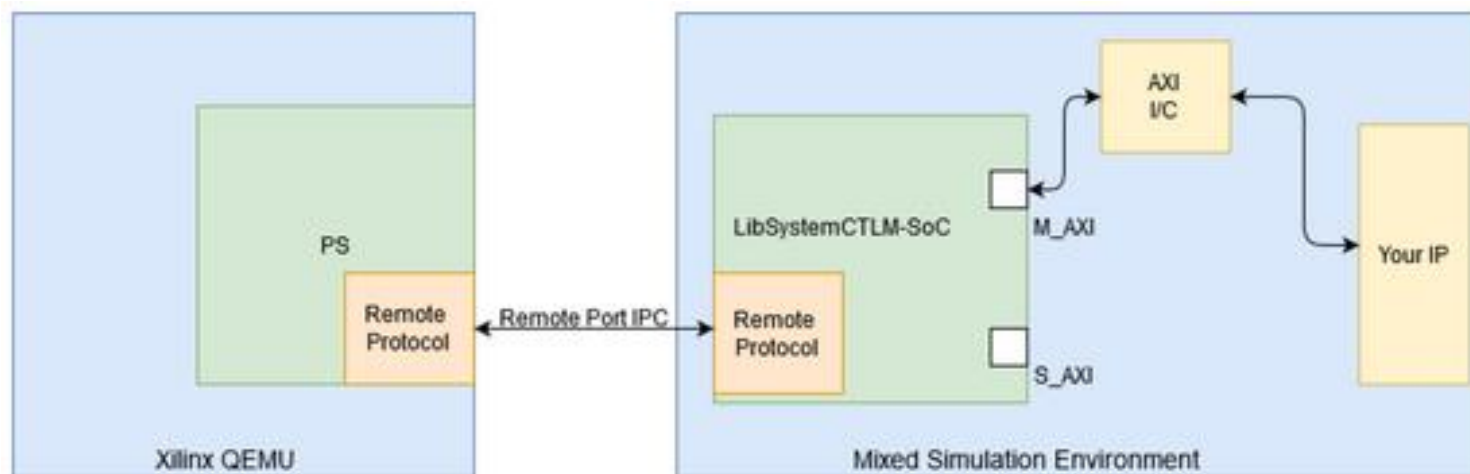 PS
Remote
Protocol
Xilinx QEMU
Remote Port IPC
LibSystemCTLM-SoC
Remote
Protocol
M_AXI
S_AXI
AXI
I/C
Your IP
Mixed Simulation Environment